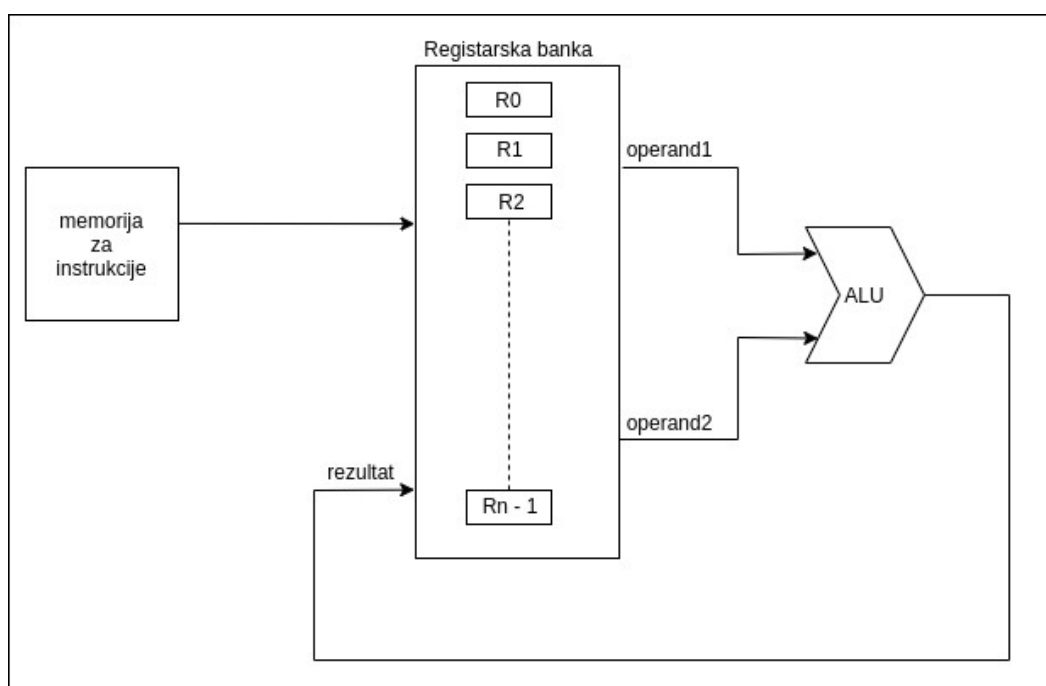 Registarska banka
R0
R1
operand1
R2
memorija
za
instrukcije
ALU
operand2
rezultat
Rn - 1